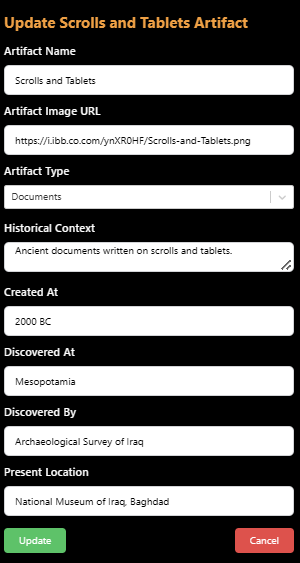 Update Scrolls and Tablets Artifact
Artifact Name
Scrolls and Tablets
Artifact Image URL
https://i.ibb.co.com/ynXR0HF/Scrolls-and-Tablets.png
Artifact Type
Documents
Historical Context
Ancient documents written on scrolls and tablets.
Created At
2000 BC
Discovered At
Mesopotamia
Discovered By
Archaeological Survey of Iraq
Present Location
National Museum of Iraq, Baghdad
Update
Cancel